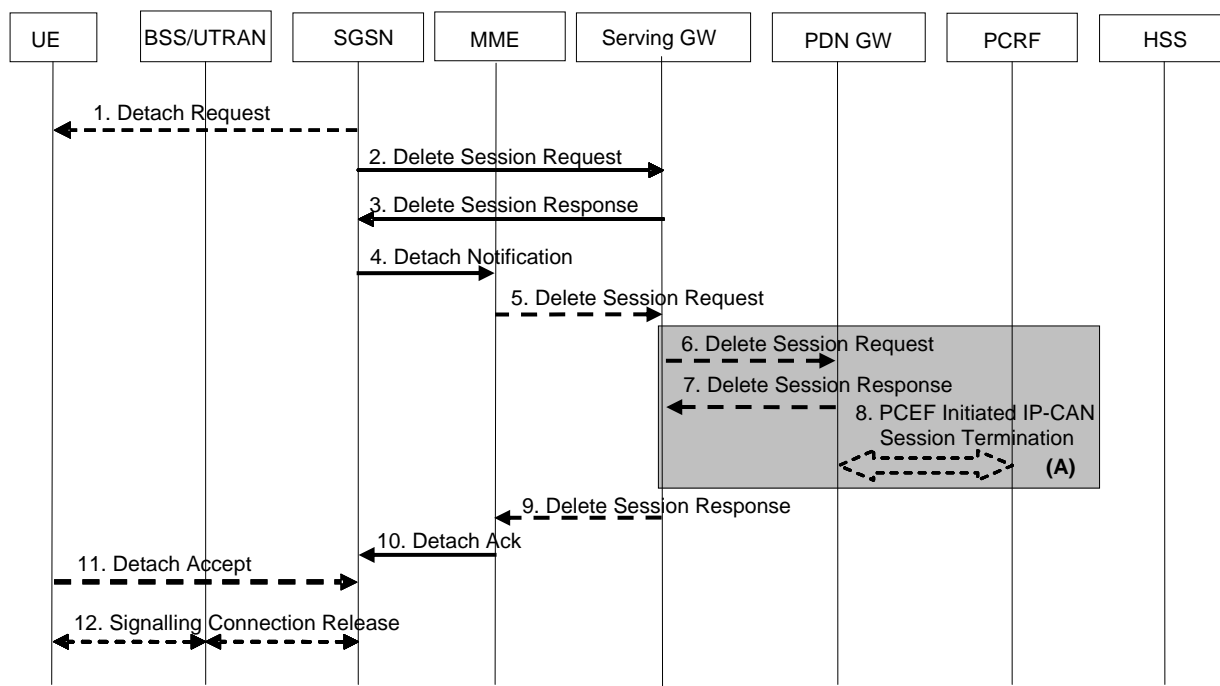 UE
BSS/UTRAN
SGSN
MME
Serving GW
PDN GW
PCRF
HSS
1. Detach Request
2. Delete Session Request
3. Delete Session Response
4. Detach Notification
5. Delete Session Request
6. Delete Session Request
7. Delete Session Response
8. PCEF Initiated IP-CAN
Session Termination
(A)
9. Delete Session Response
10. Detach Ack
11. Detach Accept
12. Signalling Connection Release